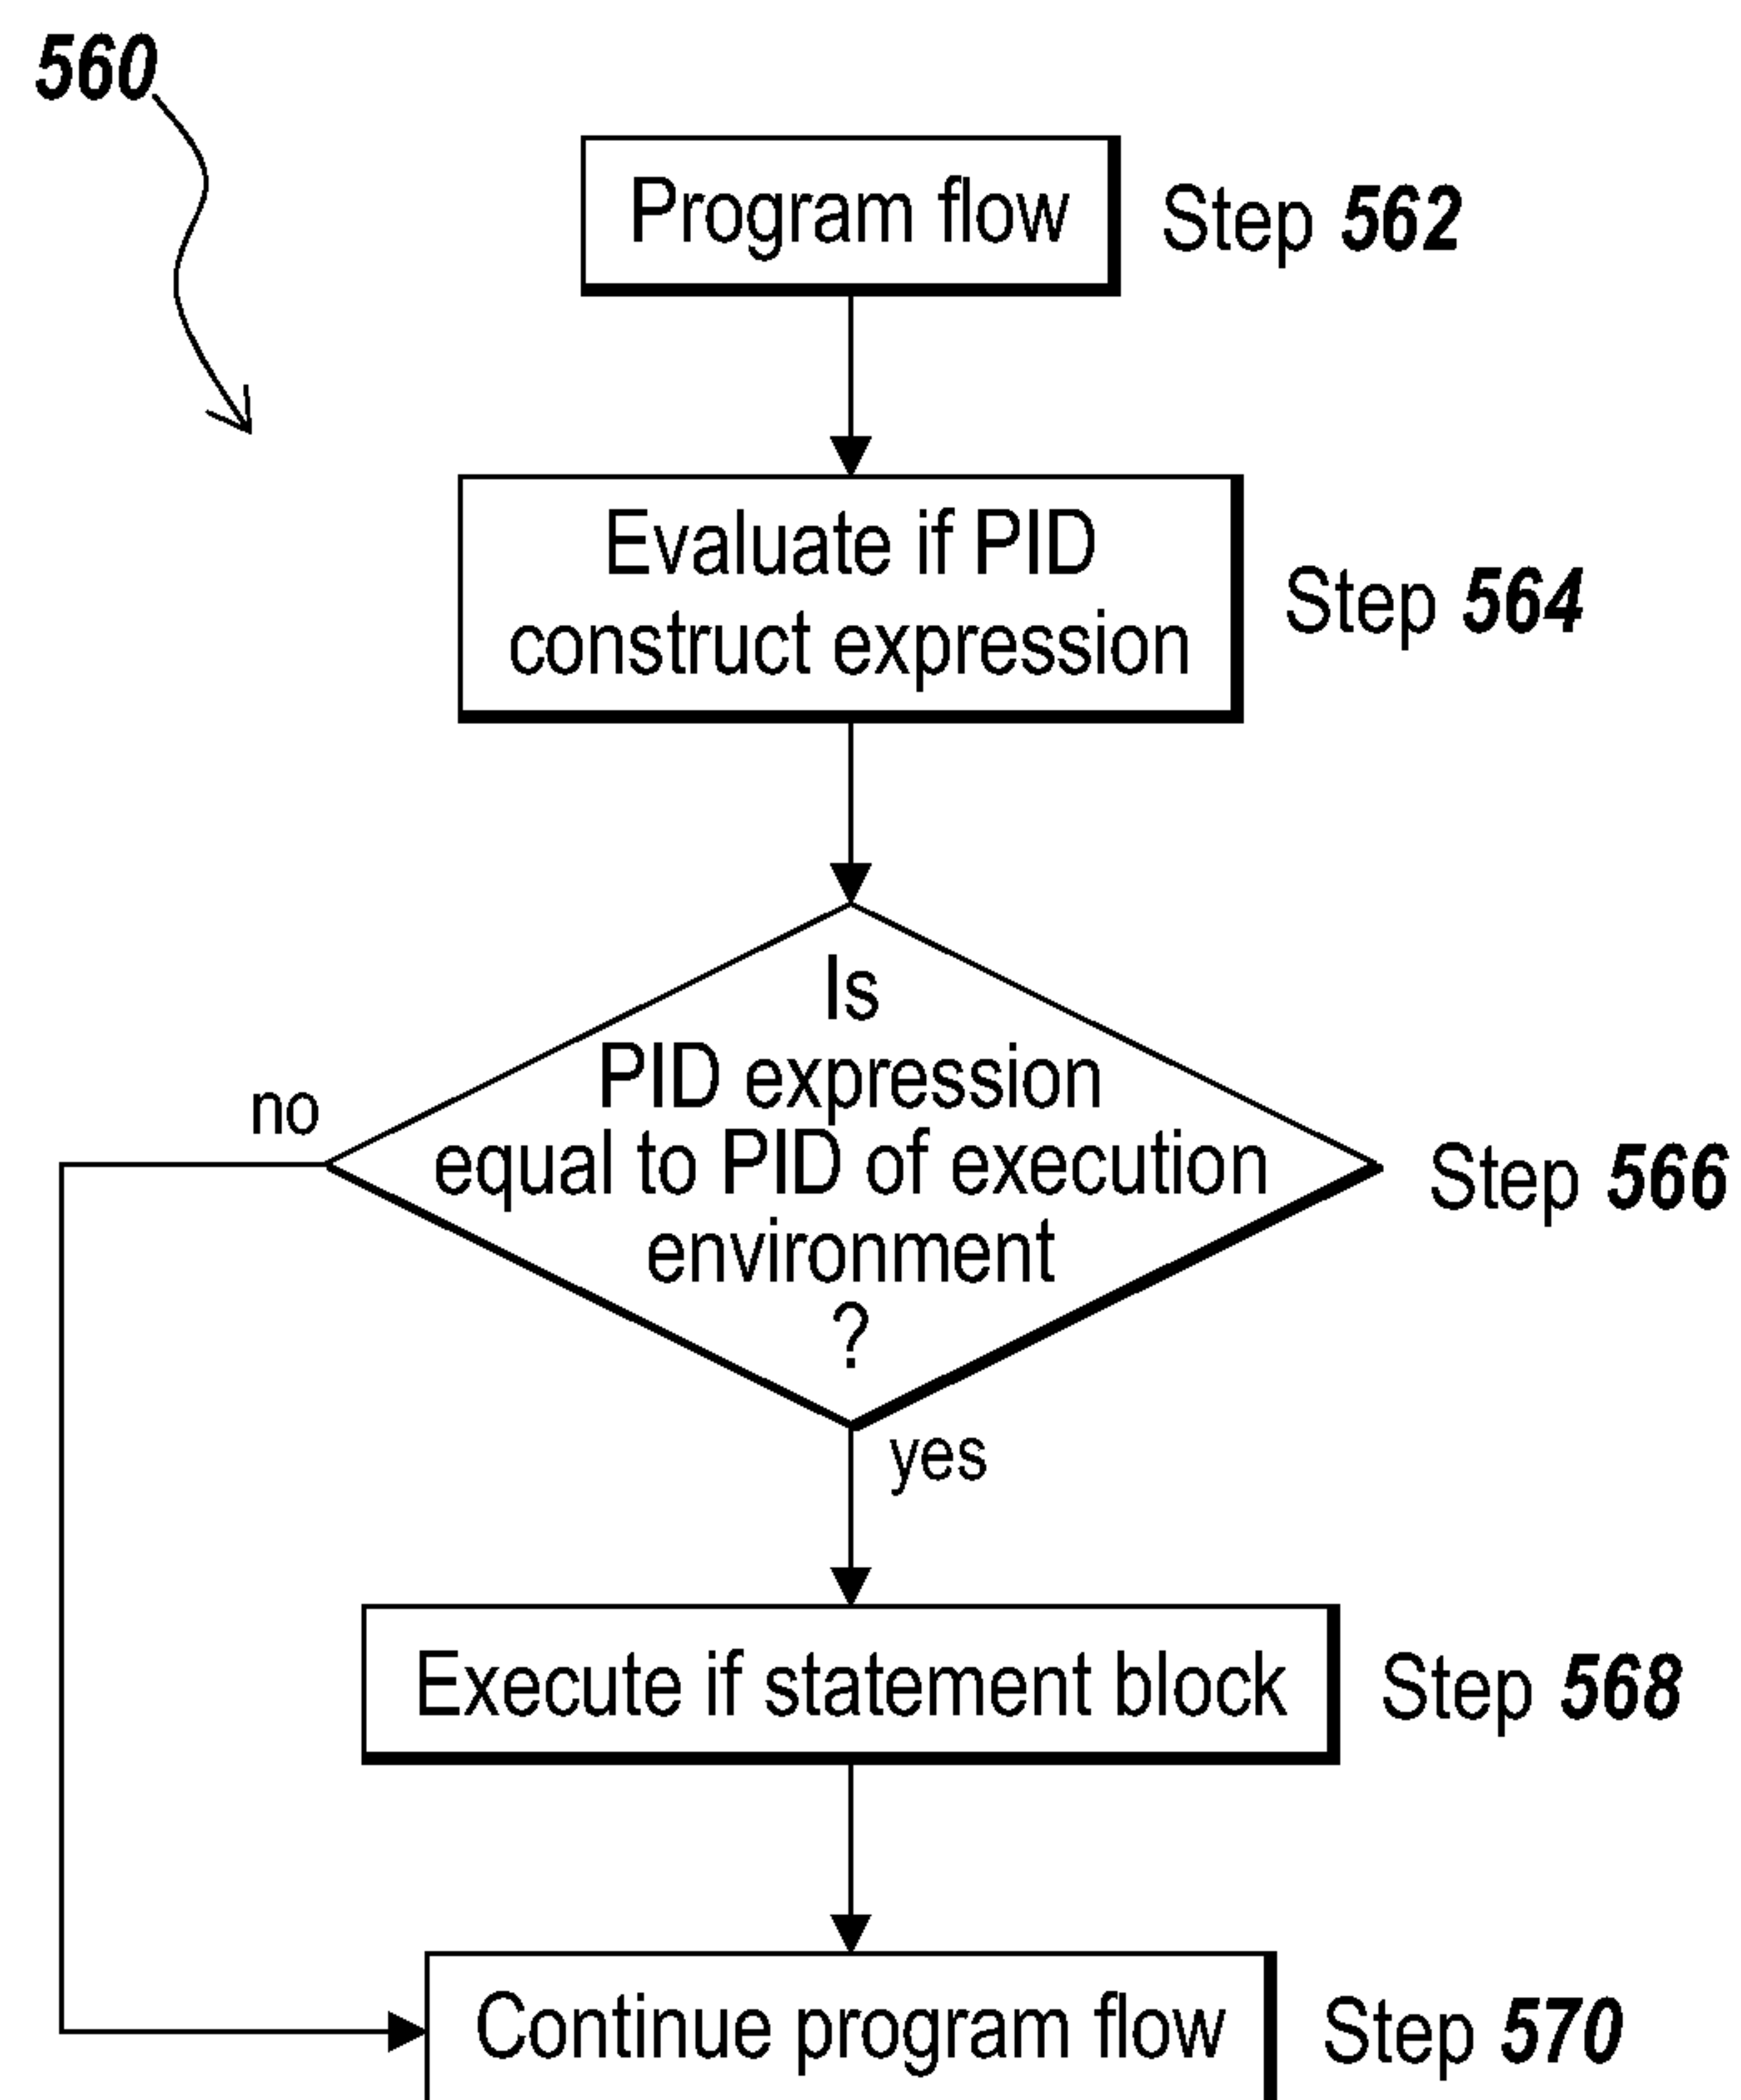 560
Program flow
Step 562
Evaluate if PID
construct expression
Step 564
Is
PID expression
equal to PID of execution
environment
?
Step 566
no
yes
Execute if statement block
Step 568
Continue program flow
Step 570